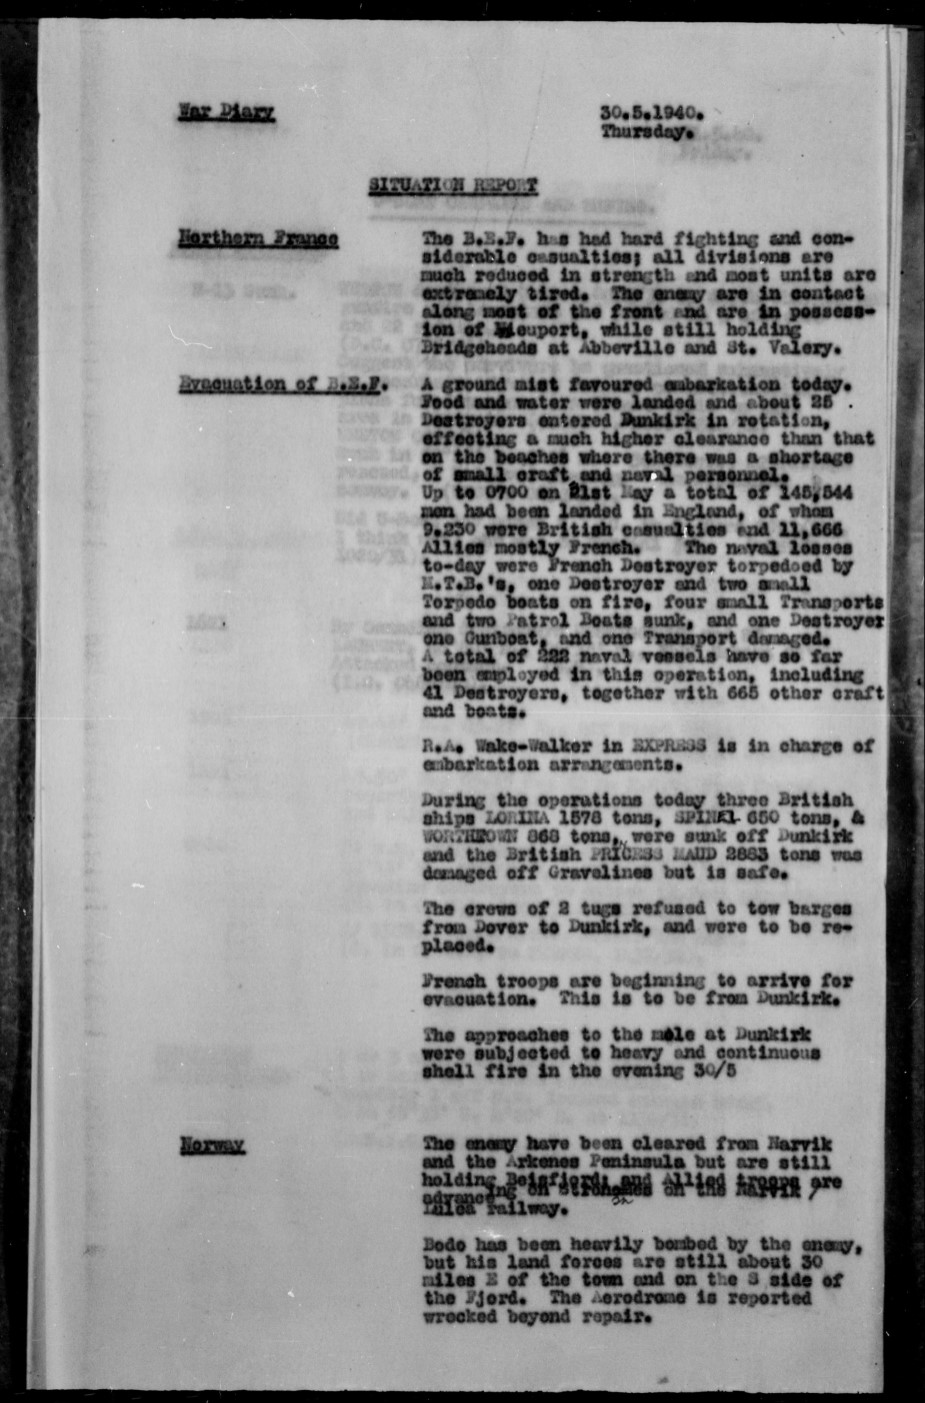 War Diary
30.5.1940.
Thursday.
SITUATION REPORT
Northern France
The B.E.F. has had hard fighting and con-
siderable casualties; all divisions are
much reduced in strength and most units are
extremely tired. The enemy are in contact
along most of the front and are in possess-
ion of Nieuport, while still holding
Bridgeheads at Abbeville and St. Valery.
Evacuation of B.E.F.
A ground mist favoured embarkation today.
Food and water were landed and about 25 .
Destroyers entered Dunkirk in rotation,
effecting a much higher clearance than that
on the beaches where there was a shortage
of small craft and naval personnel.
Up to 0700 on 31st May a total of 145,544
men had been landed in England, of whom
9.230 were British casualties and 11,666
Allies mostly French. The naval losses
to-day were French Destroyer torpedoed by
M.T.B.'s, one Destroyer and two small
Torpedo boats on fire, four small Transports
and two Patrol Boats sunk, and one Destroyer
one Gunboat, and one Transport damaged.
A total of 222 naval vessels have so far
been employed in this operation, including
41 Destroyers, together with 665 other craft
and boats.
R.A. Wake-Walker in EXPRESS is in charge of
embarkation arrangements.
During the operations today three British
ships LORINA 1578 tons, SPINEL 650 tons, &
WORTHTOWN 868 tons, were sunk off Dunkirk
and the British PRICESS MAUD 2883 tons was
damaged off Gravelines but is safe.
The crews of 2 tugs refused to tow barges
from Dover to Dunkirk, and were to be re-
placed.
French troops are beginning to arrive for
evacuation. This is to be from Dunkirk.
The approaches to the mole at Dunkirk
were subjected to heavy and continuous
shell fire in the evening 30/5
Norway
The enemy have been cleared from Narvik
and the Arkenes Peninsula but are still
holding Beisfjord; and Allied troops are
advancing on Stronsnes on the Narvik /
Lulea railway.
Bodo has been heavily bombed by the enemy,
but his land forces are still about 30
miles E of the town and on the S side of
the Fjord. The Aerodrome is reported
wrecked beyond repair.